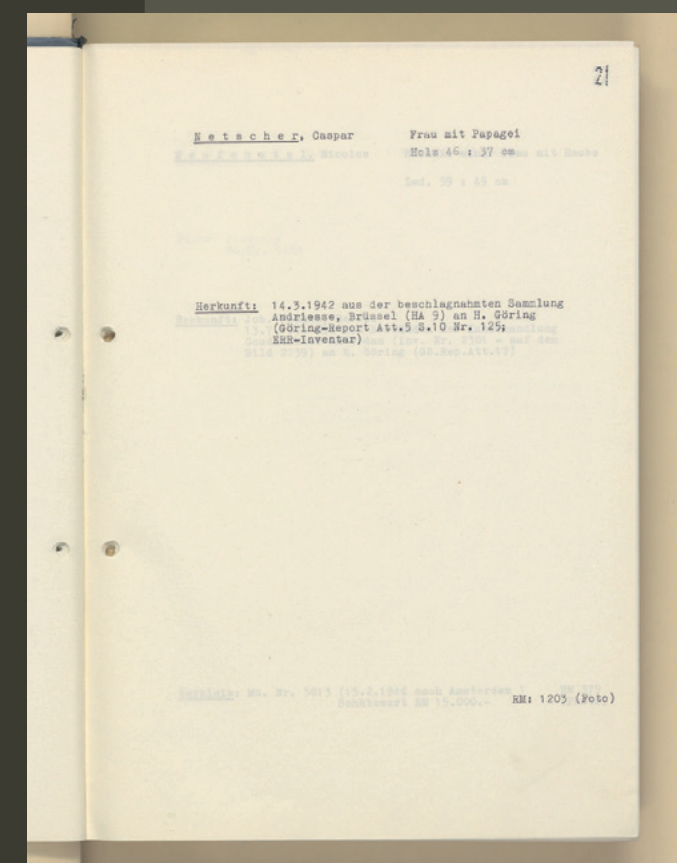 21
Netscher, Caspar Frau mit Papagei
Holz 46 : 37 cm
Herkunft: 14.3.1942 aus der beschlagnahmten Sammlung
Andriesse, Brüssel (HA 9) an H. Göring
(Göring-Report Att.5 S.10 Nr. 125;
ERR-Inventar)
RM: 1203 (Foto)